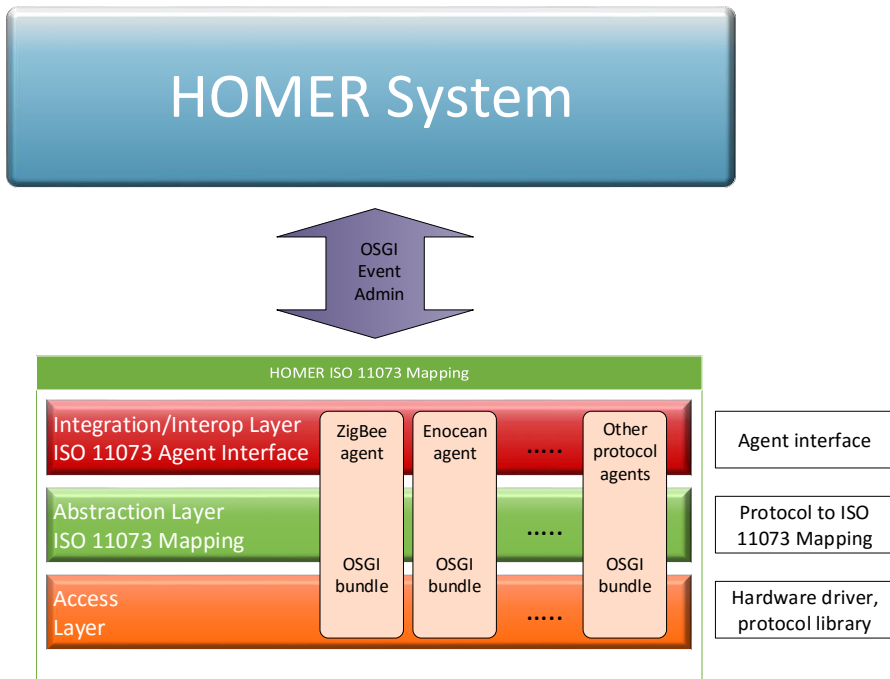 HOMER System
OSGI
Event
Admin
HOMER ISO 11073 Mapping
Integration/Interop Layer
ISO 11073 Agent Interface
ZigBee
agent
Enocean
agent
.....
Other
protocol
agents
Agent interface
Abstraction Layer
ISO 11073 Mapping
.....
Protocol to ISO
11073 Mapping
OSGI
bundle
OSGI
bundle
OSGI
bundle
Access
Layer
.....
Hardware driver,
protocol library